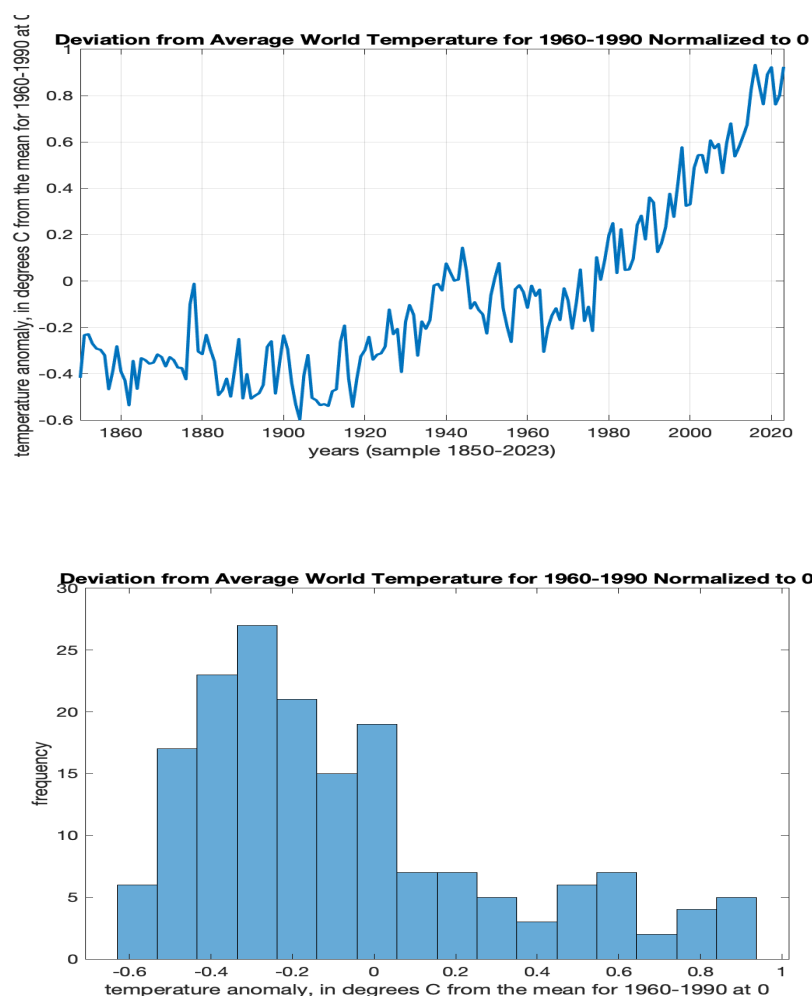 Deviation from Average World Temperature for 1960-1990 Normalized to 0
temperature anomaly, in degrees C from the mean for 1960-1990 at
1
0.8
0.6
0.4
0.2
0
-0.2
-0.4
-0.6
1860 1880 1900 1920 1940 1960 1980 2000 2020
years (sample 1850-2023)
Deviation from Average World Temperature for 1960-1990 Normalized to 0
frequency
30
25
20
15
10
5
0
-0.6 -0.4 -0.2 0 0.2 0.4 0.6 0.8 1
temperature anomaly, in degrees C from the mean for 1960-1990 at 0